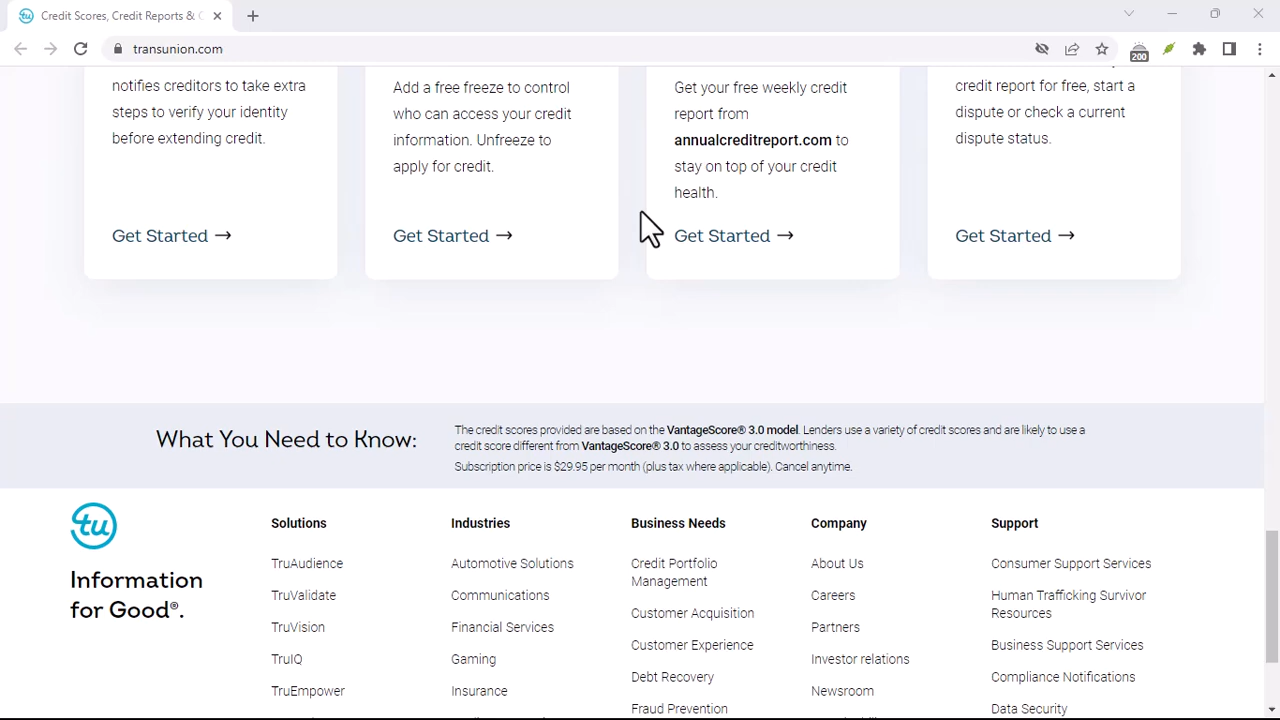 Credit Scores, Credit Reports & C
transunion.com
200
notifies creditors to take extra
steps to verify your identity
before extending credit.
Get Started →
Add a free freeze to control
who can access your credit
information. Unfreeze to
apply for credit.
Get Started →
Get your free weekly credit
report from
annualcreditreport.com to
stay on top of your credit
health.
Get Started →
credit report for free, start a
dispute or check a current
dispute status.
Get Started →
What You Need to Know:
The credit scores provided are based on the VantageScore® 3.0 model. Lenders use a variety of credit scores and are likely to use a
credit score different from VantageScore® 3.0 to assess your creditworthiness.
Subscription price is $29.95 per month (plus tax where applicable). Cancel anytime.
tu
Information
for Good®.
Solutions
TruAudience
TruValidate
TruVision
TruIQ
TruEmpower
Industries
Automotive Solutions
Communications
Financial Services
Gaming
Insurance
Business Needs
Credit Portfolio
Management
Customer Acquisition
Customer Experience
Debt Recovery
Fraud Prevention
Company
About Us
Careers
Partners
Investor relations
Newsroom
Support
Consumer Support Services
Human Trafficking Survivor
Resources
Business Support Services
Compliance Notifications
Data Security